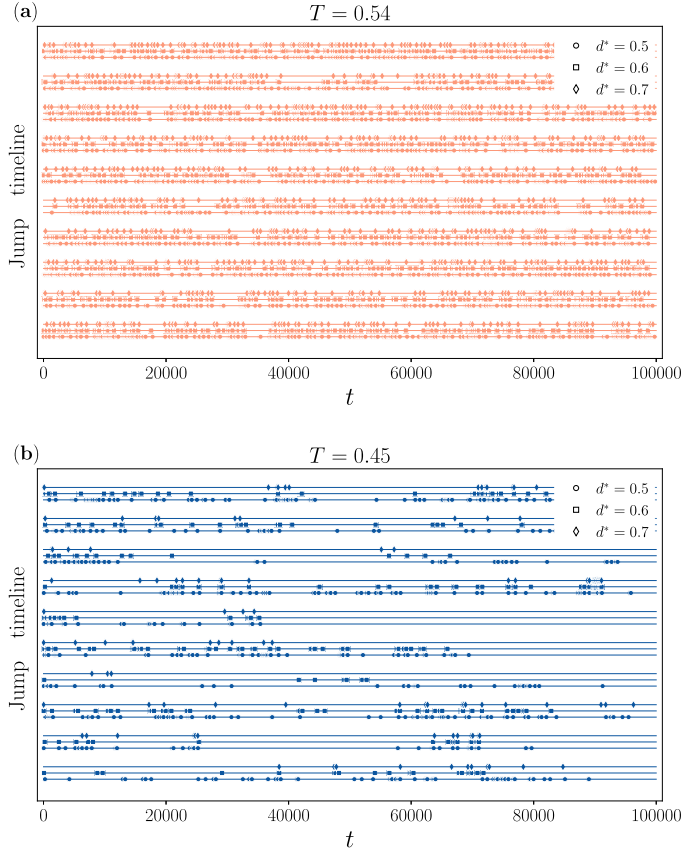 (a)
T = 0.54
d* = 0.5
d* = 0.6
d* = 0.7
Jump timeline
0 20000 40000 60000 80000 100000
t
(b)
T = 0.45
d* = 0.5
d* = 0.6
d* = 0.7
Jump timeline
0 20000 40000 60000 80000 100000
t